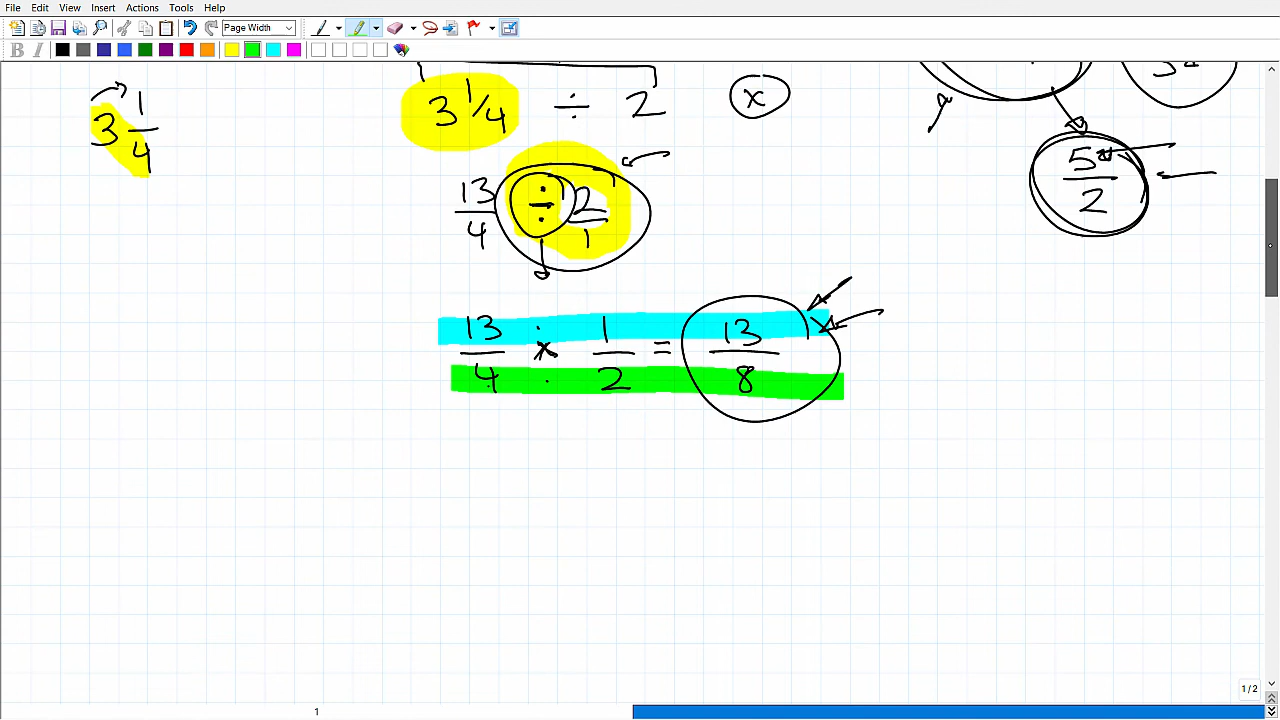 File Edit View Insert Actions Tools Help
Page Width
B I
3 1/4
3 1/4 ÷ 2 x
13/4 ÷ 2/1
5/2
13/4 x 1/2 = 13/8
1/2
1